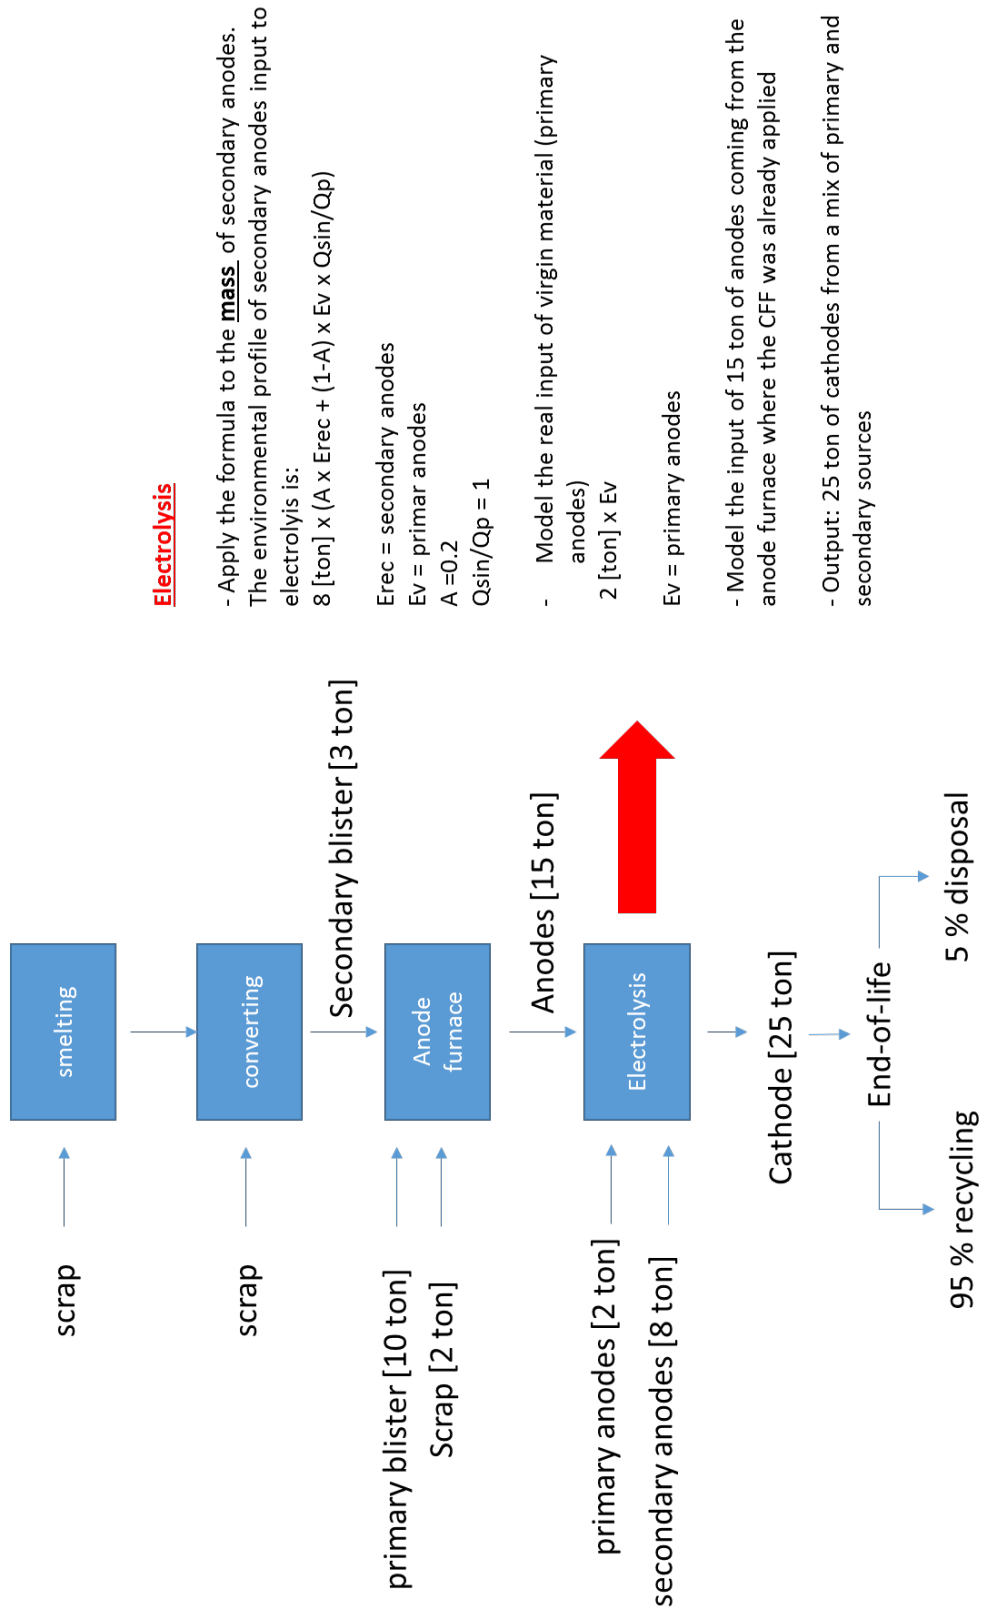 scrap
smelting
scrap
converting
Secondary blister [3 ton]
primary blister [10 ton]
Scrap [2 ton]
Anode
furnace
Anodes [15 ton]
primary anodes [2 ton]
secondary anodes [8 ton]
Electrolysis
Cathode [25 ton]
End-of-life
95 % recycling
5 % disposal
Electrolysis
- Apply the formula to the mass of secondary anodes.
The environmental profile of secondary anodes input to
electrolyis is:
8 [ton] x (A x Erec + (1-A) x Ev x Qsin/Qp)
Erec = secondary anodes
Ev = primar anodes
A =0.2
Qsin/Qp = 1
- Model the real input of virgin material (primary
anodes)
2 [ton] x Ev
Ev = primary anodes
- Model the input of 15 ton of anodes coming from the
anode furnace where the CFF was already applied
- Output: 25 ton of cathodes from a mix of primary and
secondary sources